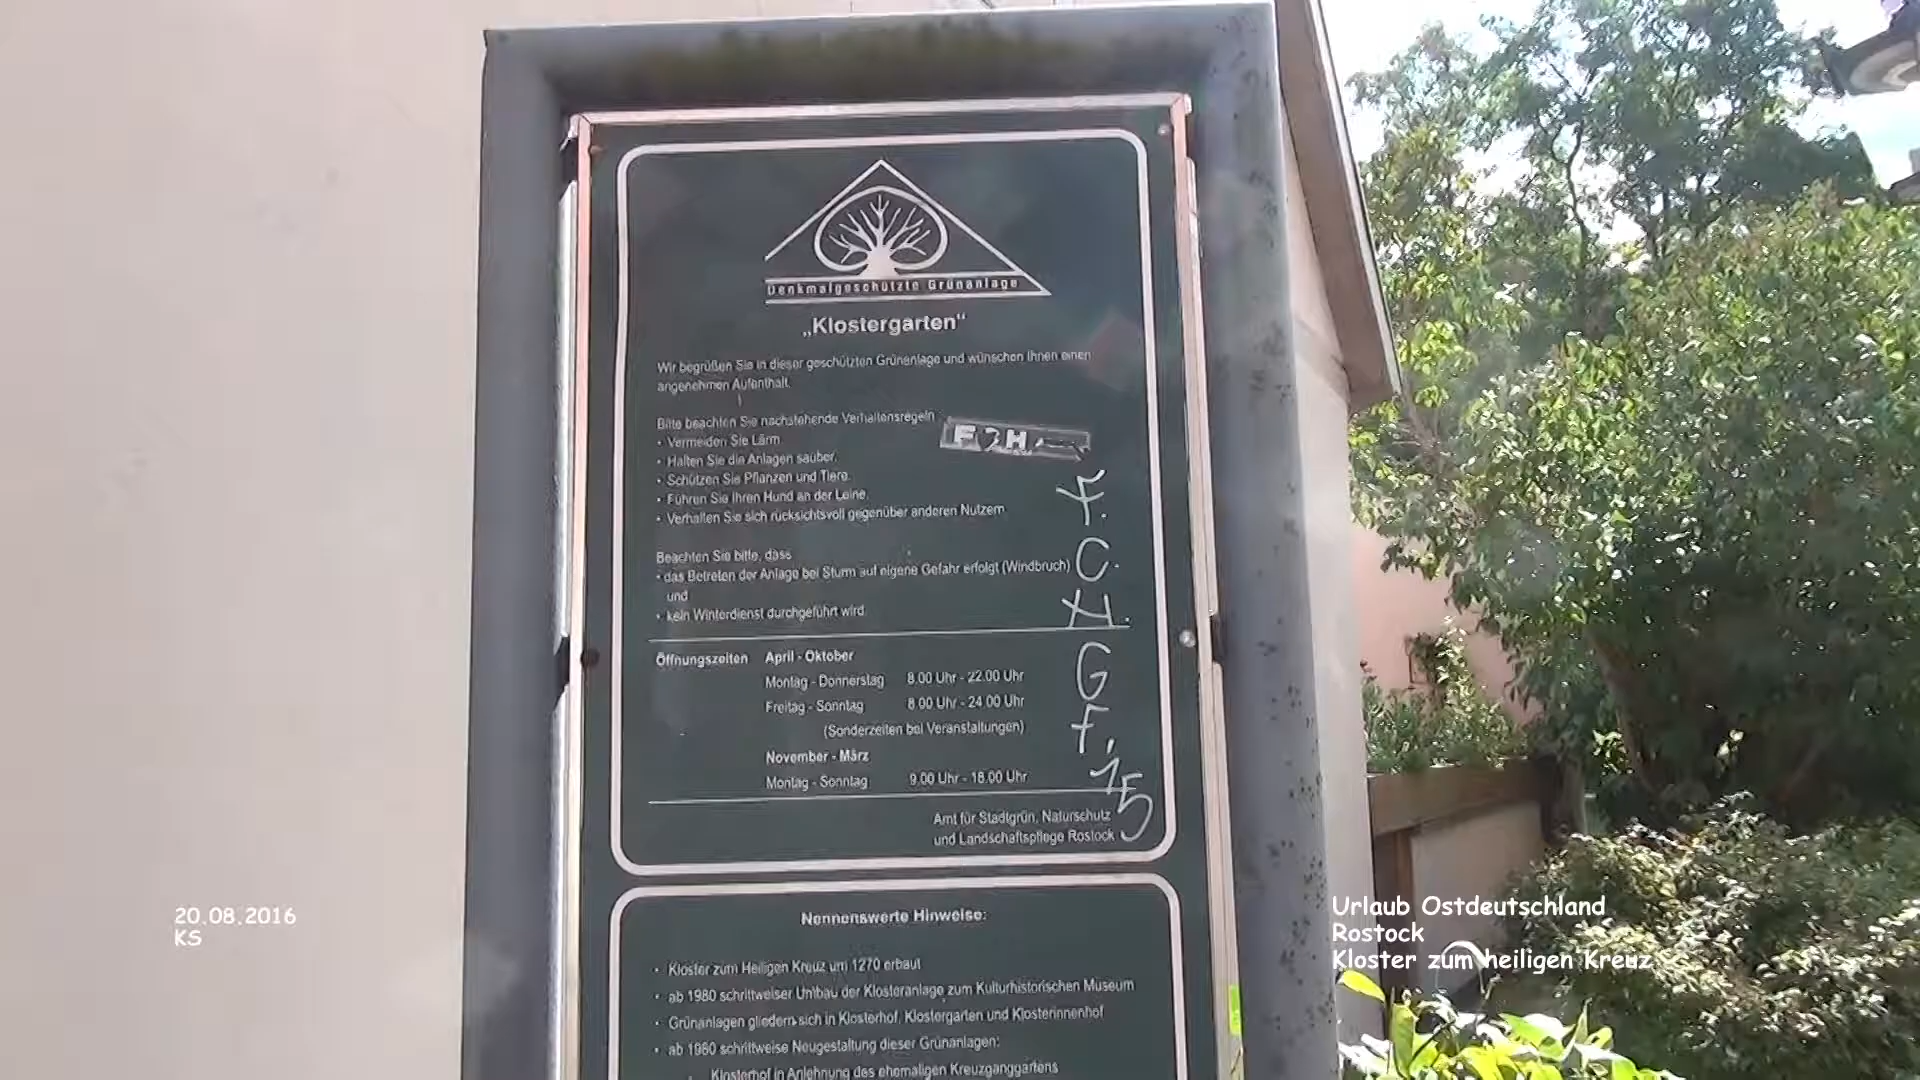 Denkmalgeschützte Grünanlage
„Klostergarten“
Wir begrüßen Sie in dieser geschützten Grünanlage und wünschen Ihnen einen
angenehmen Aufenthalt.
Bitte beachten Sie nachstehende Verhaltensregeln
• Vermeiden Sie Lärm.
• Halten Sie die Anlagen sauber.
• Schützen Sie Pflanzen und Tiere.
• Führen Sie Ihren Hund an der Leine.
• Verhalten Sie sich rücksichtsvoll gegenüber anderen Nutzern
Beachten Sie bitte, dass
• das Betreten der Anlage bei Sturm auf eigene Gefahr erfolgt (Windbruch)
und
• kein Winterdienst durchgeführt wird.
Öffnungszeiten April - Oktober
Montag - Donnerstag 8.00 Uhr - 22.00 Uhr
Freitag - Sonntag 8.00 Uhr - 24.00 Uhr
(Sonderzeiten bei Veranstaltungen)
November - März
Montag - Sonntag 9.00 Uhr - 18.00 Uhr
Amt für Stadtgrün, Naturschutz
und Landschaftspflege Rostock
Nennenswerte Hinweise:
• Kloster zum Heiligen Kreuz um 1270 erbaut
• ab 1980 schrittweiser Umbau der Klosteranlage zum Kulturhistorischen Museum
• Grünanlagen gliedern sich in Klosterhof, Klostergarten und Klosterinnenhof
• ab 1980 schrittweise Neugestaltung dieser Grünanlagen:
Klosterhof in Anlehnung des ehemaligen Kreuzganggartens
20.08.2016
KS
Urlaub Ostdeutschland
Rostock
Kloster zum heiligen Kreuz